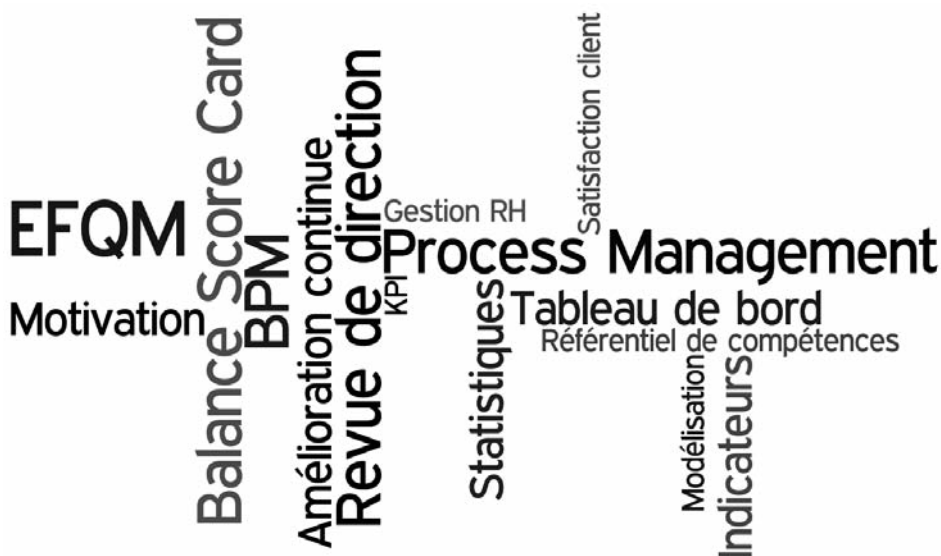 EFQM
Motivation
Balance Score Card
BPM
Amélioration continue
Revue de direction
Gestion RH
Satisfaction client
Process Management
KPI
Statistiques
Tableau de bord
Référentiel de compétences
Modélisation
Indicateurs